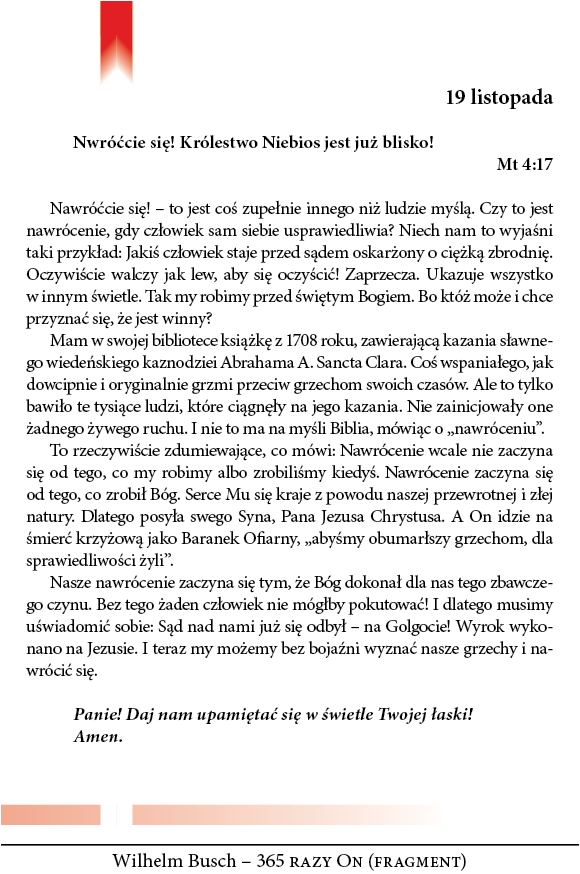 19 listopada
Nwróćcie się! Królestwo Niebios jest już blisko!
Mt 4:17
Nawróćcie się! – to jest coś zupełnie innego niż ludzie myślą. Czy to jest
nawrócenie, gdy człowiek sam siebie usprawiedliwia? Niech nam to wyjaśni
taki przykład: Jakiś człowiek staje przed sądem oskarżony o ciężką zbrodnię.
Oczywiście walczy jak lew, aby się oczyścić! Zaprzecza. Ukazuje wszystko
w innym świetle. Tak my robimy przed świętym Bogiem. Bo któż może i chce
przyznać się, że jest winny?
Mam w swojej bibliotece książkę z 1708 roku, zawierającą kazania sławne-
go wiedeńskiego kaznodziei Abrahama A. Sancta Clara. Coś wspaniałego, jak
dowcipnie i oryginalnie grzmi przeciw grzechom swoich czasów. Ale to tylko
bawiło te tysiące ludzi, które ciągnęły na jego kazania. Nie zainicjowały one
żadnego żywego ruchu. I nie to ma na myśli Biblia, mówiąc o „nawróceniu”.
To rzeczywiście zdumiewające, co mówi: Nawrócenie wcale nie zaczyna
się od tego, co my robimy albo zrobiliśmy kiedyś. Nawrócenie zaczyna się
od tego, co zrobił Bóg. Serce Mu się kraje z powodu naszej przewrotnej i złej
natury. Dlatego posyła swego Syna, Pana Jezusa Chrystusa. A On idzie na
śmierć krzyżową jako Baranek Ofiarny, „abyśmy obumarłszy grzechom, dla
sprawiedliwości żyli”.
Nasze nawrócenie zaczyna się tym, że Bóg dokonał dla nas tego zbawcze-
go czynu. Bez tego żaden człowiek nie mógłby pokutować! I dlatego musimy
uświadomić sobie: Sąd nad nami już się odbył – na Golgocie! Wyrok wyko-
nano na Jezusie. I teraz my możemy bez bojaźni wyznać nasze grzechy i na-
wrócić się.
Panie! Daj nam upamiętać się w świetle Twojej łaski!
Amen.
Wilhelm Busch – 365 razy On (fragment)